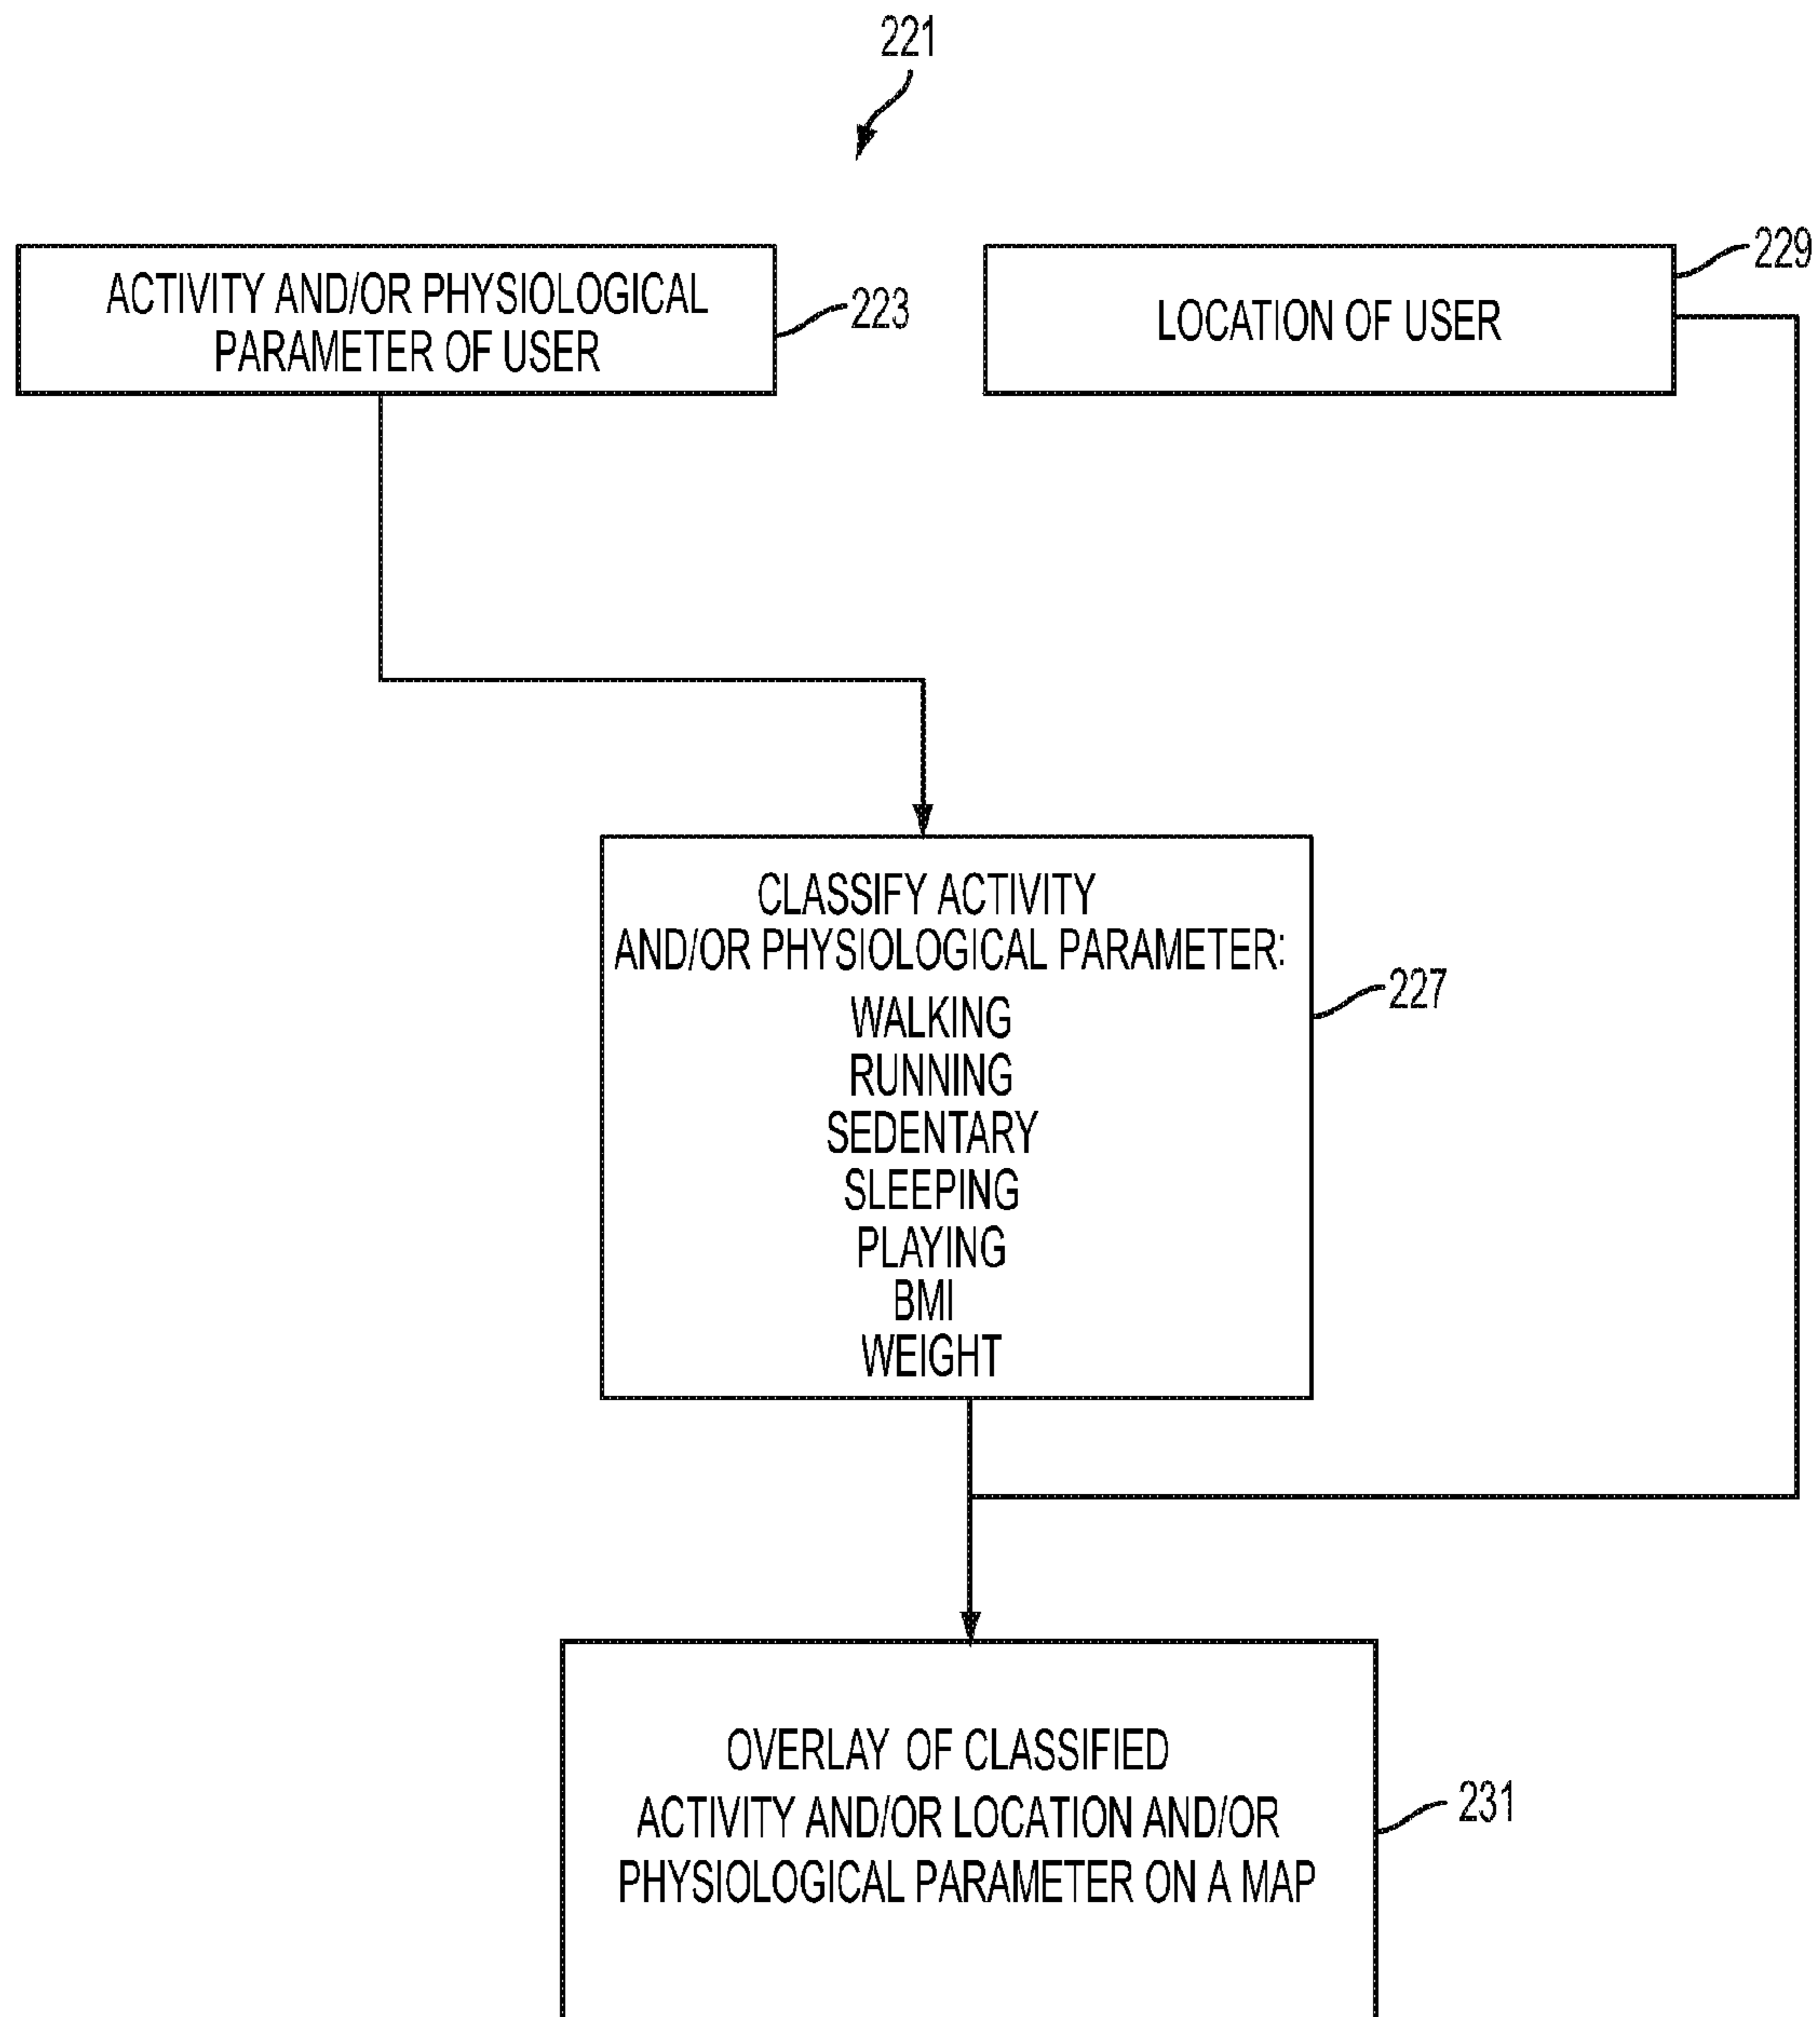 221
ACTIVITY AND/OR PHYSIOLOGICAL
PARAMETER OF USER
223
LOCATION OF USER
229
CLASSIFY ACTIVITY
AND/OR PHYSIOLOGICAL PARAMETER:
WALKING
RUNNING
SEDENTARY
SLEEPING
PLAYING
BMI
WEIGHT
227
OVERLAY OF CLASSIFIED
ACTIVITY AND/OR LOCATION AND/OR
PHYSIOLOGICAL PARAMETER ON A MAP
231